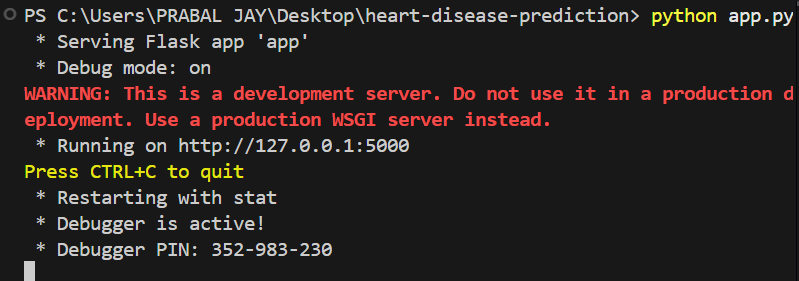 PS C:\Users\PRABAL JAY\Desktop\heart-disease-prediction> python app.py
 * Serving Flask app 'app'
 * Debug mode: on
WARNING: This is a development server. Do not use it in a production d
eployment. Use a production WSGI server instead.
 * Running on http://127.0.0.1:5000
Press CTRL+C to quit
 * Restarting with stat
 * Debugger is active!
 * Debugger PIN: 352-983-230